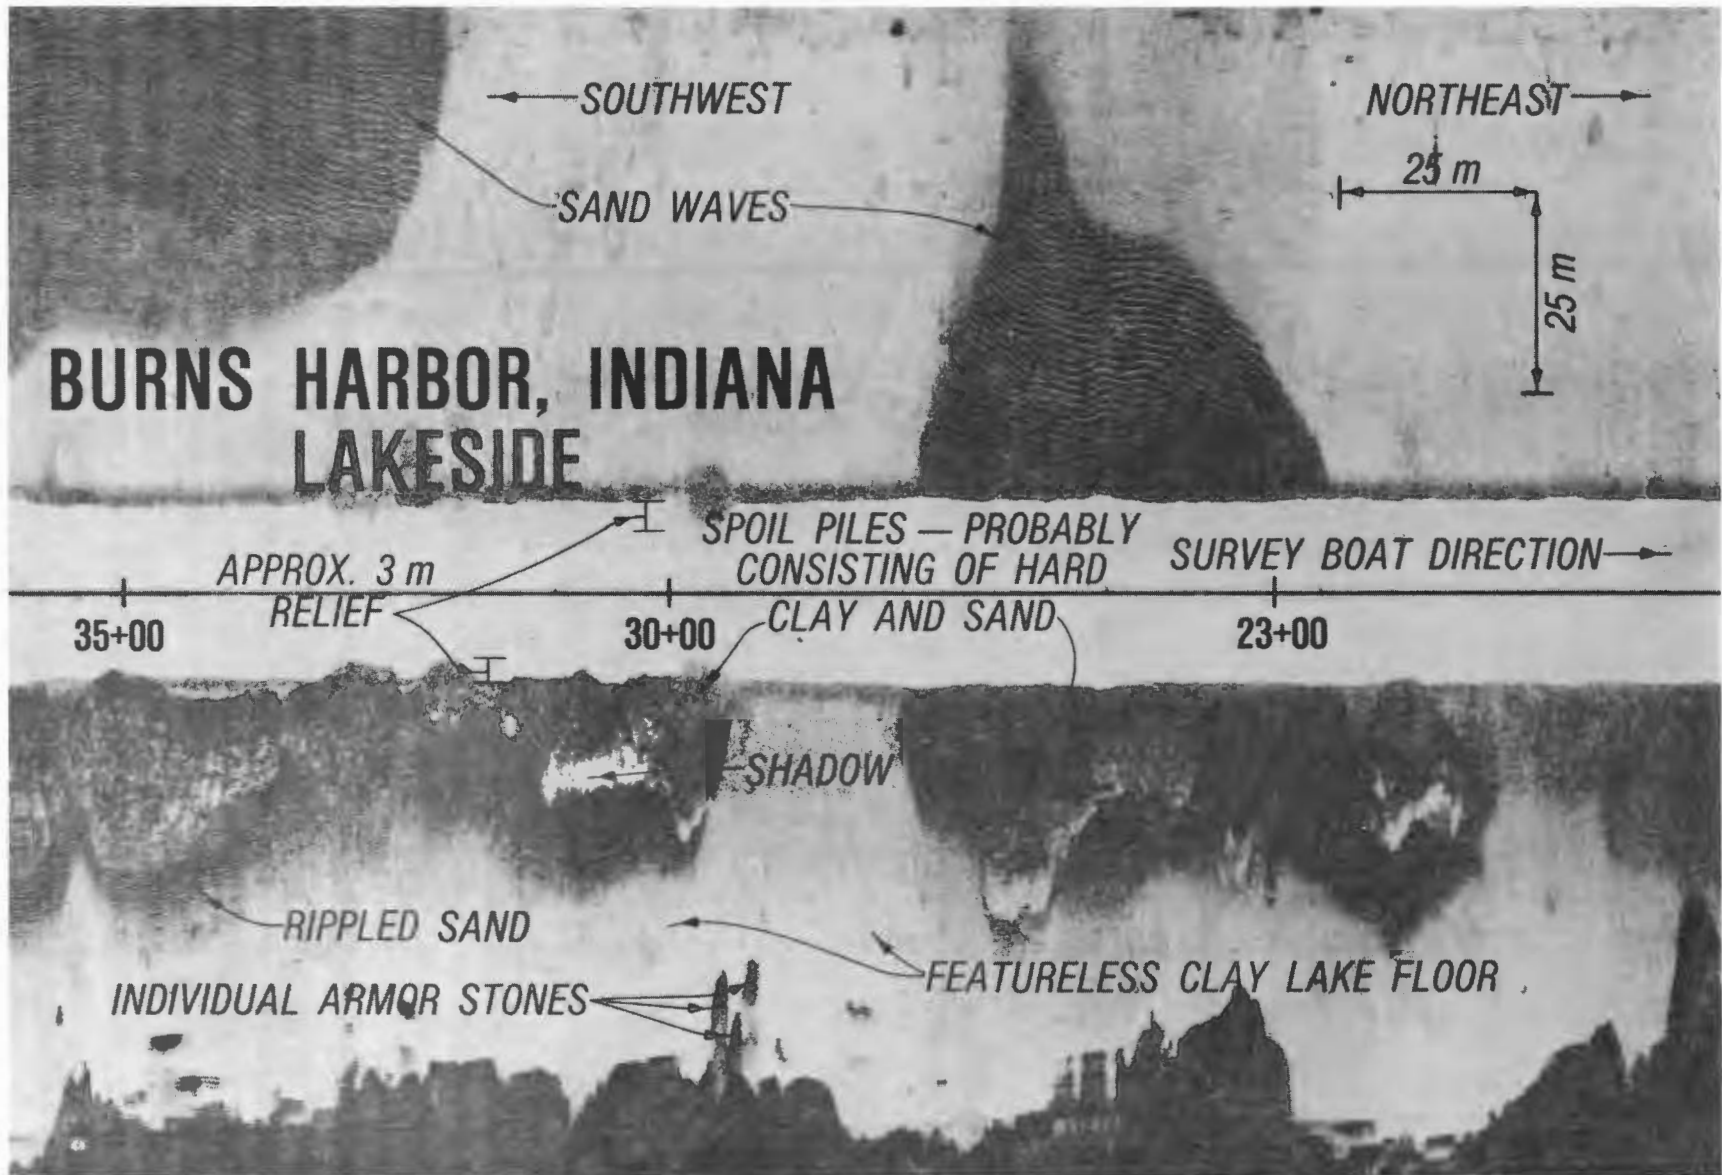 SOUTHWEST
NORTHEAST
25 m
SAND WAVES
25 m
BURNS HARBOR, INDIANA
LAKESIDE
SPOIL PILES — PROBABLY
CONSISTING OF HARD
CLAY AND SAND
SURVEY BOAT DIRECTION
APPROX. 3 m
RELIEF
35+00
30+00
23+00
SHADOW
RIPPLED SAND
FEATURELESS CLAY LAKE FLOOR
INDIVIDUAL ARMOR STONES